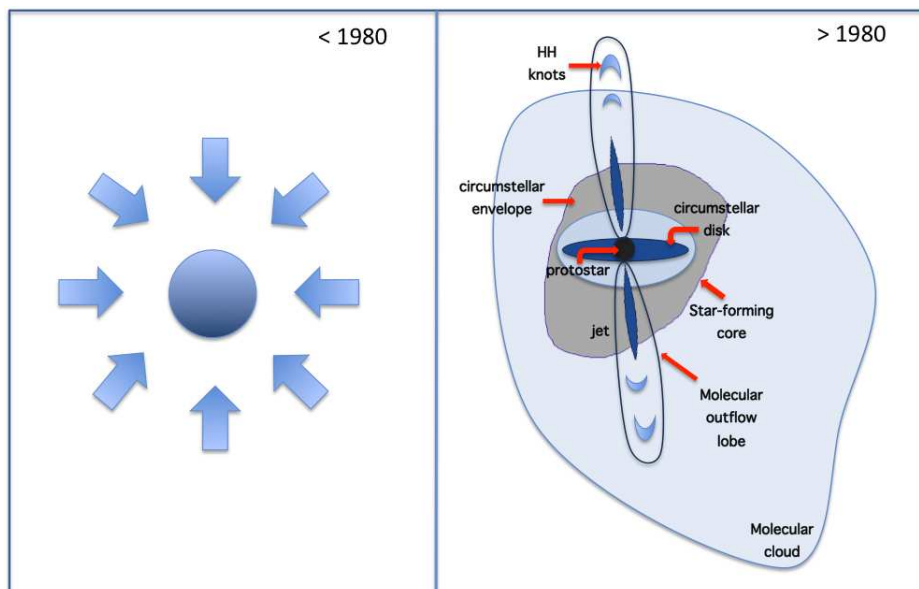 < 1980
> 1980
HH
knots
circumstellar
envelope
circumstellar
disk
protostar
jet
Star-forming
core
Molecular
outflow
lobe
Molecular
cloud